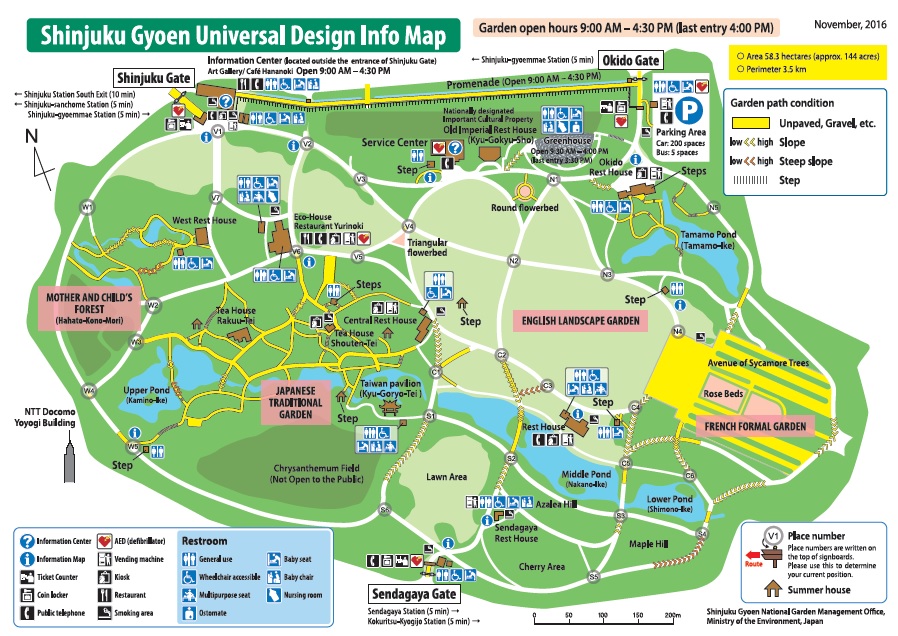 Shinjuku Gyoen Universal Design Info Map
Garden open hours 9:00 AM – 4:30 PM (last entry 4:00 PM)
November, 2016
Information Center (located outside the entrance of Shinjuku Gate)
Art Gallery/ Café Hananoki Open 9:00 AM – 4:30 PM
← Shinjuku-gyoemmae Station (5 min)
Okido Gate
○ Area 58.3 hectares (approx. 144 acres)
○ Perimeter 3.5 km
Shinjuku Gate
← Shinjuku Station South Exit (10 min)
← Shinjuku-sanchome Station (5 min)
Shinjuku-gyoemmae Station (5 min) →
Promenade (Open 9:00 AM – 4:30 PM)
P
Parking Area
Car: 200 spaces
Bus: 5 spaces
Garden path condition
Unpaved, Gravel, etc.
low high Slope
low high Steep slope
Step
N
Nationally designated
Important Cultural Property
Old Imperial Rest House
(Kyu-Gokyu-Sho)
Service Center
Step
Greenhouse
Open 9:30 AM – 4:00 PM
(last entry 3:30 PM)
Okido
Rest House
Steps
V1
V2
V3
N1
W1
V7
West Rest House
Eco-House
Restaurant Yurinoki
V6
V5
V4
Triangular
flowerbed
Round flowerbed
N5
Tamamo Pond
(Tamamo-Ike)
N2
N3
Step
MOTHER AND CHILD'S
FOREST
(Hahato-Kono-Mori)
W2
W3
Tea House
Rakuu-Tei
Steps
Central Rest House
Tea House
Shouten-Tei
Step
ENGLISH LANDSCAPE GARDEN
N4
Avenue of Sycamore Trees
Rose Beds
FRENCH FORMAL GARDEN
C2
C1
C3
C4
Step
W4
Upper Pond
(Kamino-Ike)
JAPANESE
TRADITIONAL
GARDEN
Taiwan pavilion
(Kyu-Goryo-Tei)
Step
S1
Rest House
NTT Docomo
Yoyogi Building
W5
Step
Chrysanthemum Field
(Not Open to the Public)
Lawn Area
S2
Middle Pond
(Nakano-Ike)
C5
C6
Lower Pond
(Shimono-Ike)
S6
Azalea Hill
Sendagaya
Rest House
S3
S4
Maple Hill
Cherry Area
S5
Sendagaya Gate
Sendagaya Station (5 min) →
Kokuritsu-Kyogijo Station (5 min) →
Information Center
Information Map
Ticket Counter
Coin locker
Public telephone
AED (defibrillator)
Vending machine
Kiosk
Restaurant
Smoking area
Restroom
General use
Wheelchair accessible
Multipurpose seat
Ostomate
Baby seat
Baby chair
Nursing room
V1 Place number
Place numbers are written on
the top of signboards.
Please use this to determine
your current position.
Route
Summer house
0 50 100 150 200m
Shinjuku Gyoen National Garden Management Office,
Ministry of the Environment, Japan